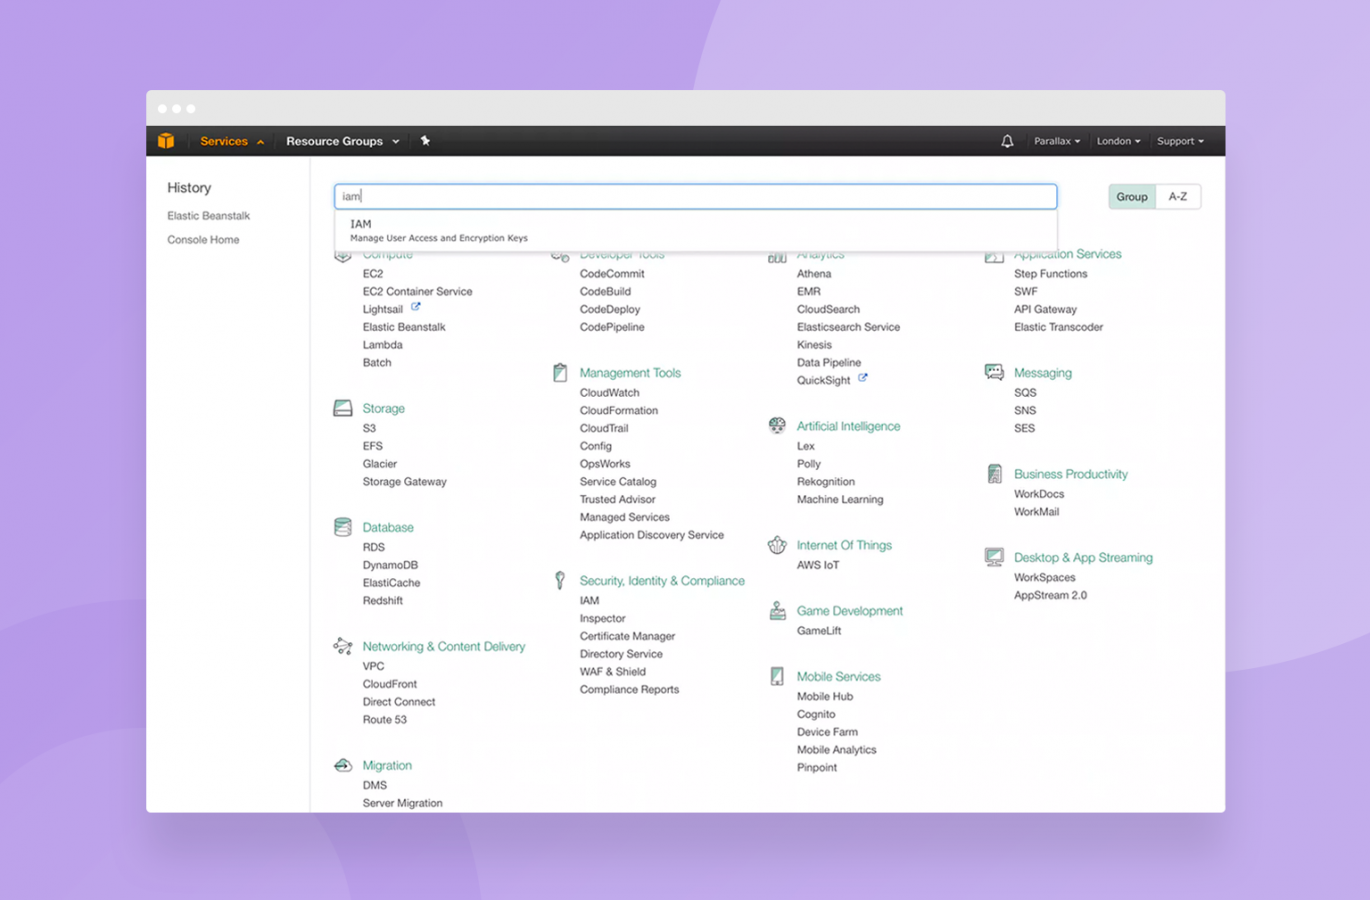 Services
Resource Groups
Parallax
London
Support
History
Elastic Beanstalk
Console Home
iam
Group
A-Z
IAM
Manage User Access and Encryption Keys
Compute
EC2
EC2 Container Service
Lightsail
Elastic Beanstalk
Lambda
Batch
Storage
S3
EFS
Glacier
Storage Gateway
Database
RDS
DynamoDB
ElastiCache
Redshift
Networking & Content Delivery
VPC
CloudFront
Direct Connect
Route 53
Migration
DMS
Server Migration
Developer Tools
CodeCommit
CodeBuild
CodeDeploy
CodePipeline
Management Tools
CloudWatch
CloudFormation
CloudTrail
Config
OpsWorks
Service Catalog
Trusted Advisor
Managed Services
Application Discovery Service
Security, Identity & Compliance
IAM
Inspector
Certificate Manager
Directory Service
WAF & Shield
Compliance Reports
Analytics
Athena
EMR
CloudSearch
Elasticsearch Service
Kinesis
Data Pipeline
QuickSight
Artificial Intelligence
Lex
Polly
Rekognition
Machine Learning
Internet Of Things
AWS IoT
Game Development
GameLift
Mobile Services
Mobile Hub
Cognito
Device Farm
Mobile Analytics
Pinpoint
Application Services
Step Functions
SWF
API Gateway
Elastic Transcoder
Messaging
SQS
SNS
SES
Business Productivity
WorkDocs
WorkMail
Desktop & App Streaming
WorkSpaces
AppStream 2.0